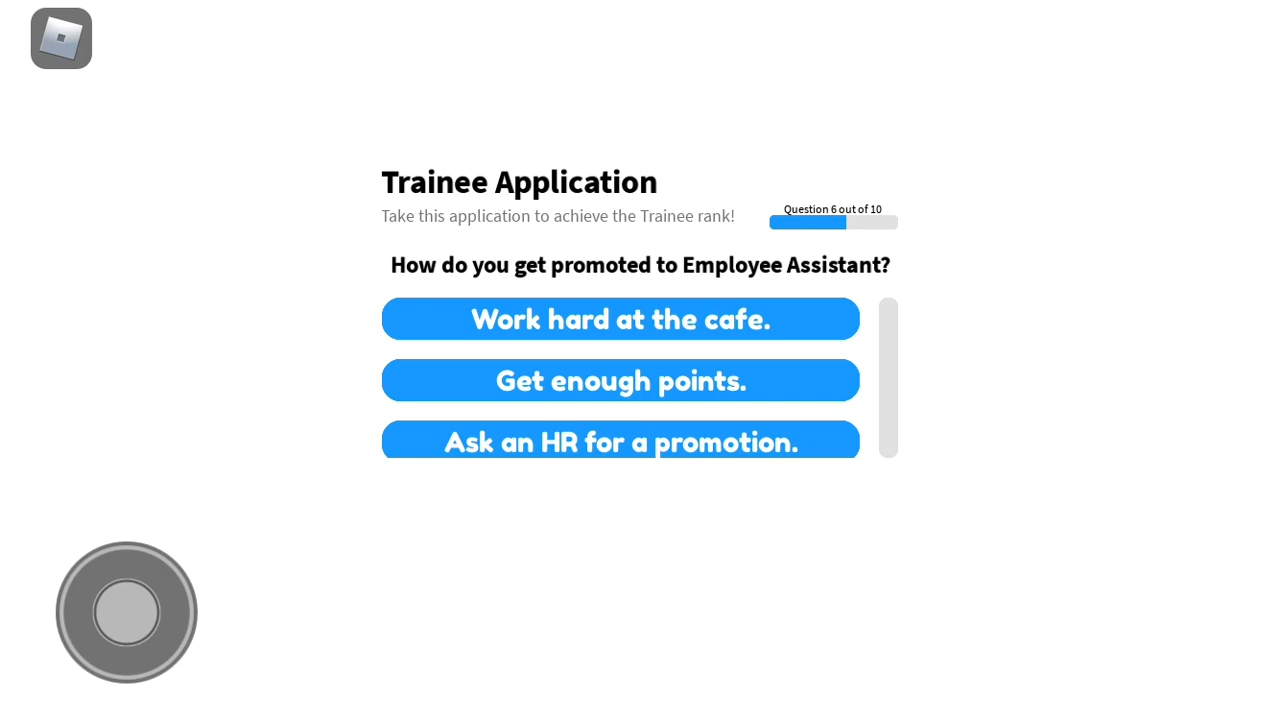 Trainee Application
Take this application to achieve the Trainee rank!
Question 6 out of 10
How do you get promoted to Employee Assistant?
Work hard at the cafe.
Get enough points.
Ask an HR for a promotion.